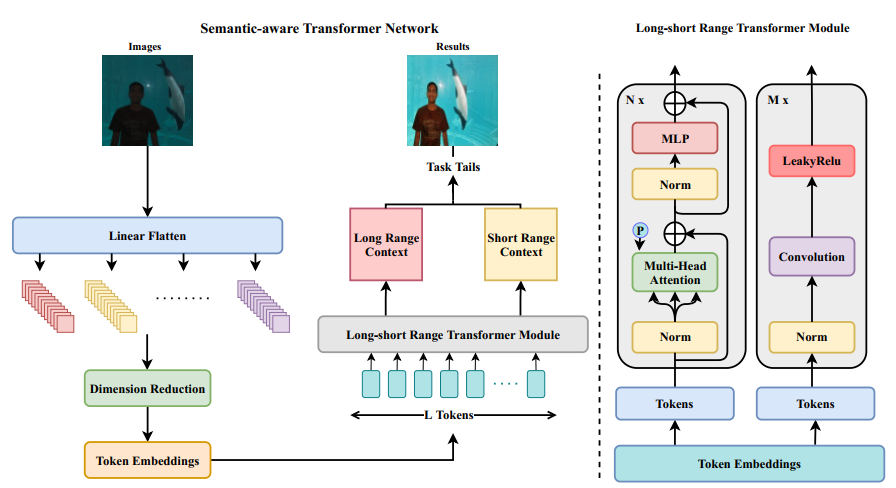 Semantic-aware Transformer Network
Images
Results
Task Tails
Linear Flatten
Long Range
Context
Short Range
Context
Long-short Range Transformer Module
Dimension Reduction
L Tokens
Token Embeddings
Long-short Range Transformer Module
N x
M x
MLP
LeakyRelu
Norm
P
Multi-Head
Attention
Convolution
Norm
Norm
Tokens
Tokens
Token Embeddings